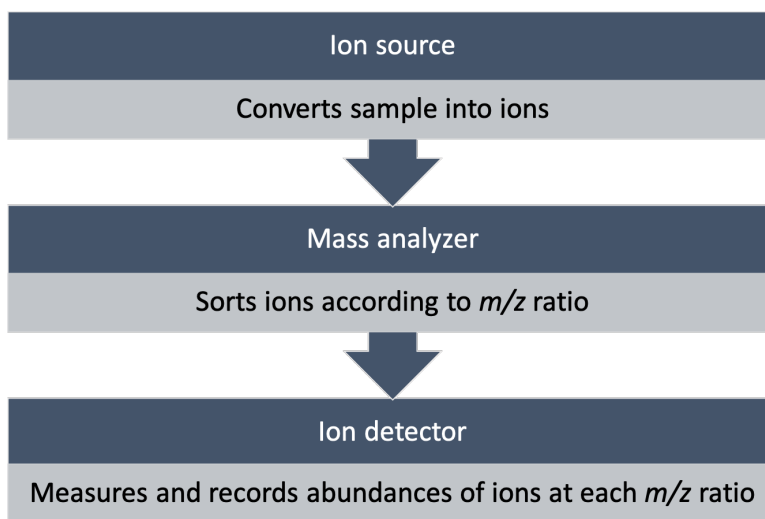 Ion source
Converts sample into ions
Mass analyzer
Sorts ions according to m/z ratio
Ion detector
Measures and records abundances of ions at each m/z ratio